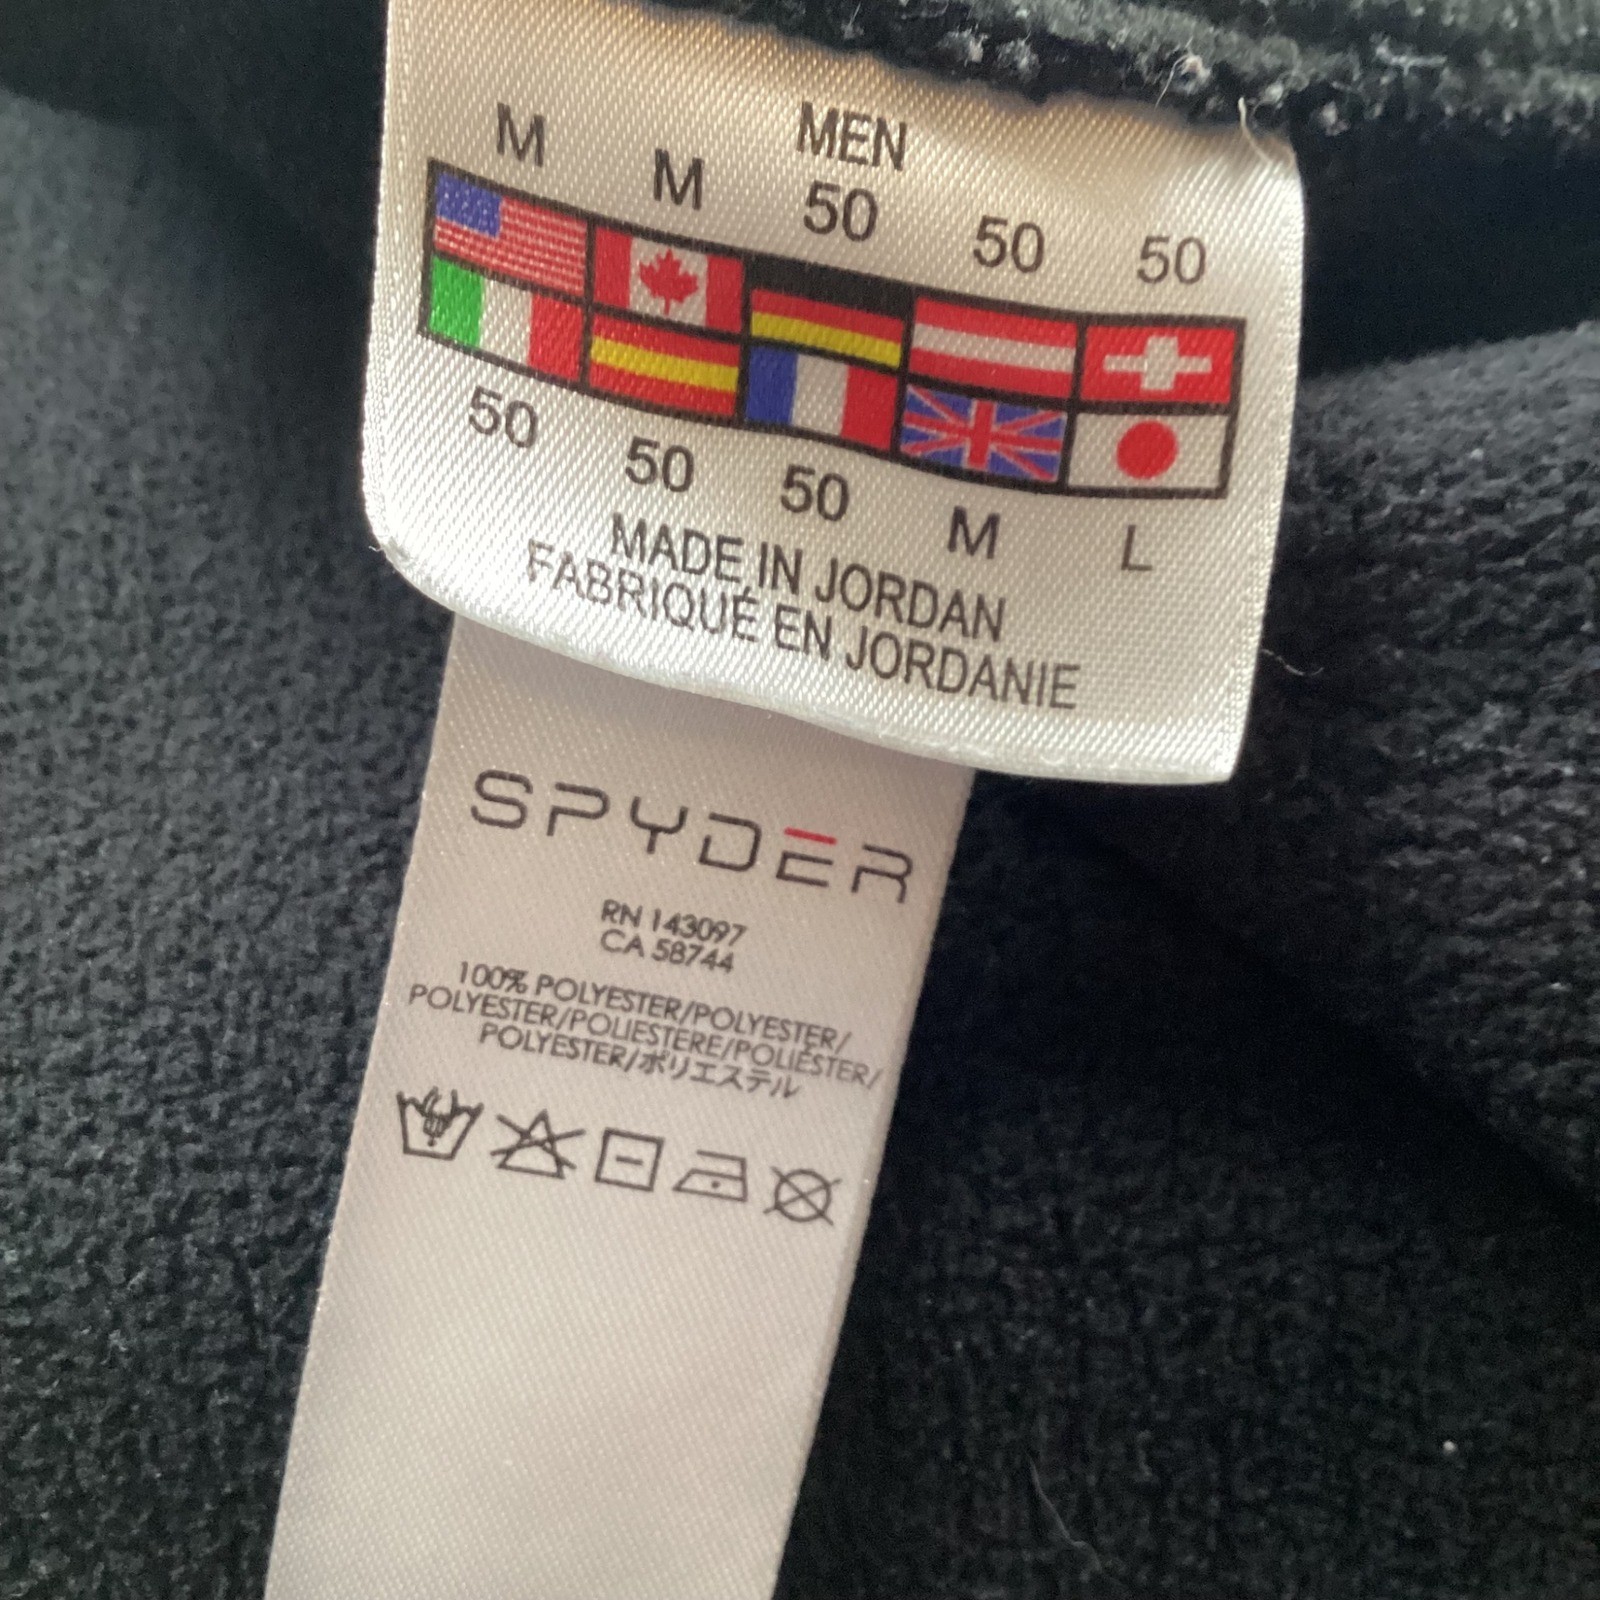 MEN
M M 50 50 50
50 50 50 M L
MADE IN JORDAN
FABRIQUÉ EN JORDANIE
SPYDER
RN 143097
CA 58744
100% POLYESTER/POLYESTER/
POLYESTER/POLIESTERE/POLIÉSTER/
POLYESTER/ポリエステル